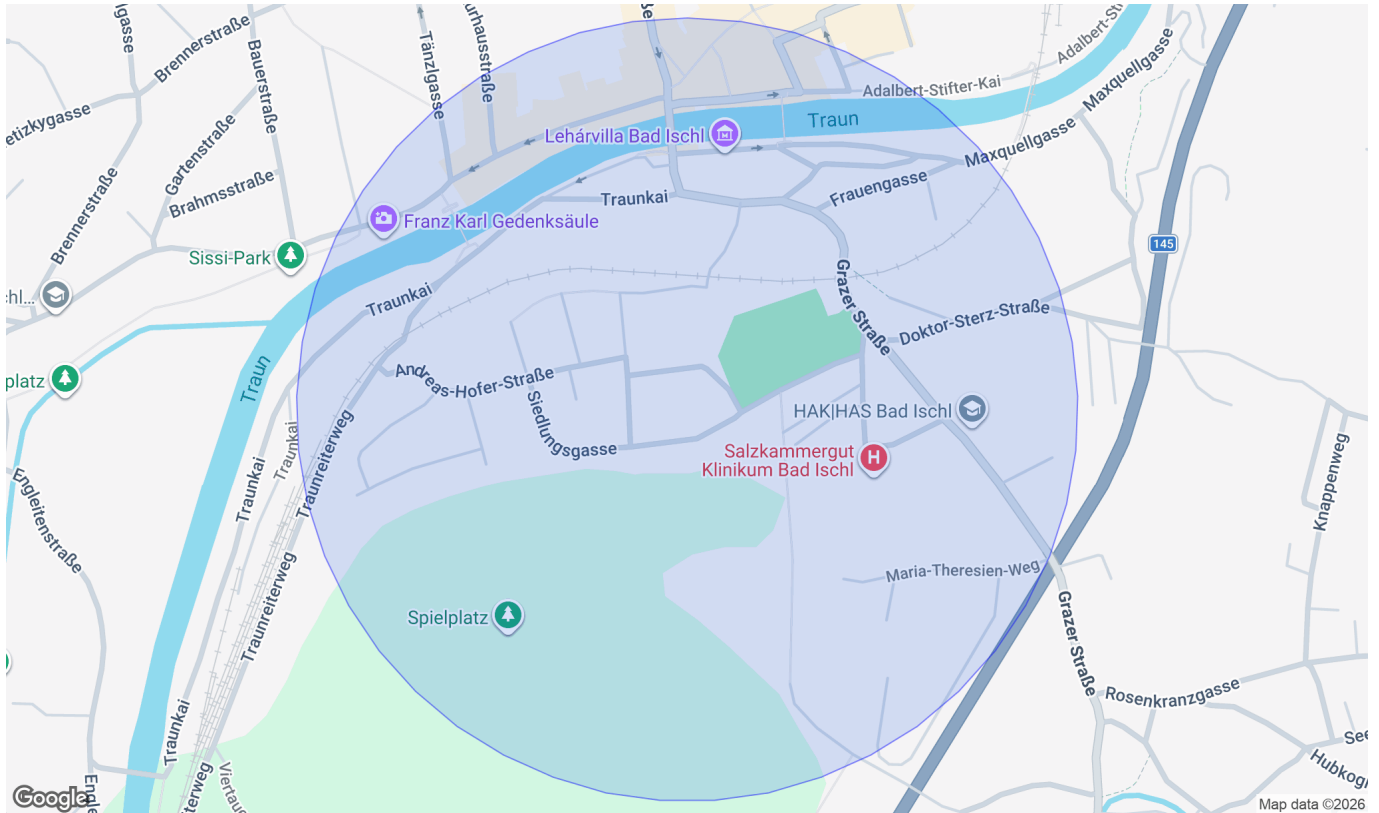 Brennerstraße
Bauerstraße
Tänzlgasse
Adalbert-Stifter-Kai
Maxquellgasse
Traun
Lehárvilla Bad Ischl
Gartenstraße
Maxquellgasse
Brahmsstraße
Traunkai
Frauengasse
Brennerstraße
Franz Karl Gedenksäule
Sissi-Park
145
Traunkai
Grazer Straße
Doktor-Sterz-Straße
Traun
Andreas-Hofer-Straße
Siedlungsgasse
HAK|HAS Bad Ischl
Salzkammergut
Klinikum Bad Ischl
H
Traunkai
Traunkai
Traunreiterweg
Knappenweg
Engleitenstraße
Maria-Theresien-Weg
Spielplatz
Traunreiterweg
Grazer Straße
Rosenkranzgasse
Traunkai
Google
Map data ©2026